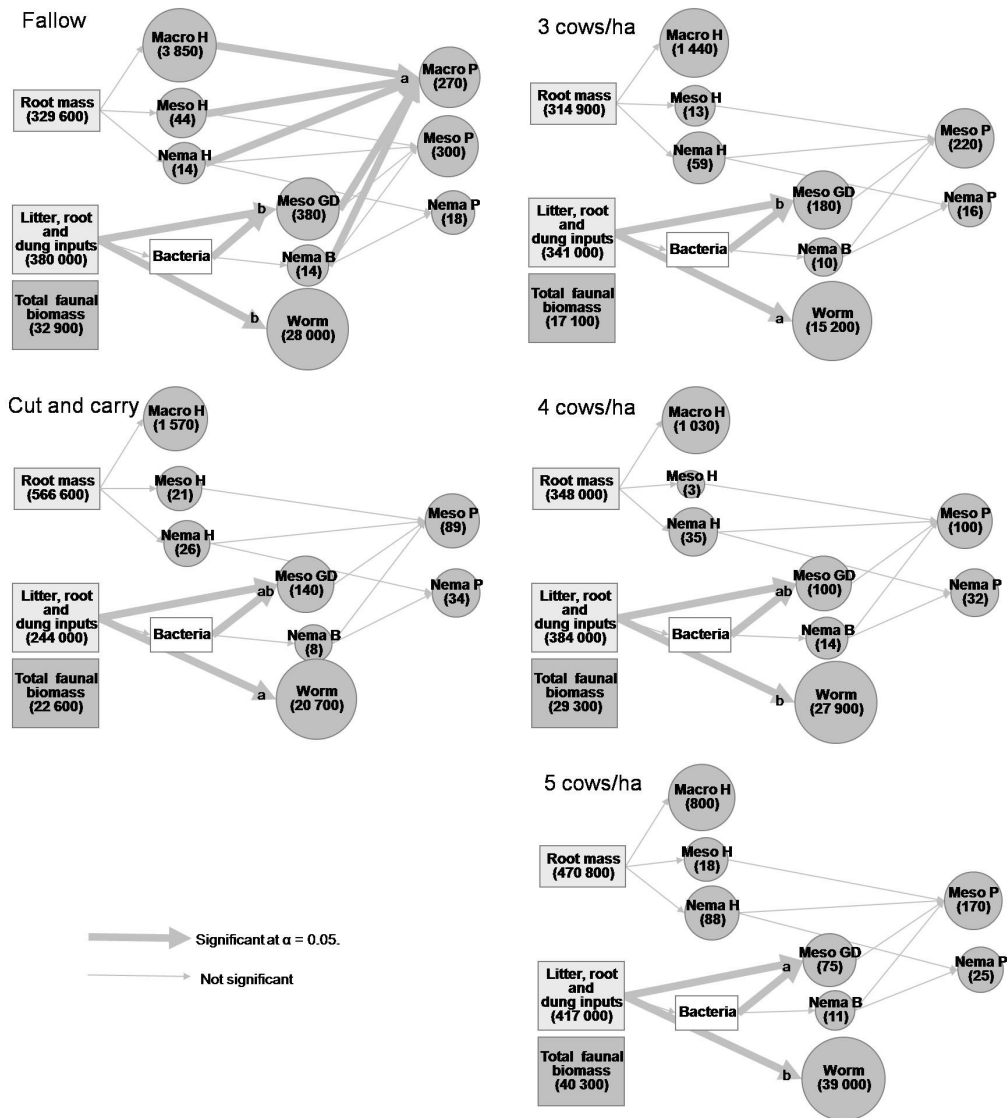 Fallow
Macro H
(3 850)
Macro P
(270)
a
Root mass
(329 600)
Meso H
(44)
Meso P
(300)
Nema H
(14)
Meso GD
(380)
b
Nema P
(18)
Litter, root
and
dung inputs
(380 000)
Bacteria
Nema B
(14)
Total faunal
biomass
(32 900)
b
Worm
(28 000)
3 cows/ha
Macro H
(1 440)
Root mass
(314 900)
Meso H
(13)
Meso P
(220)
Nema H
(59)
Meso GD
(180)
b
Nema P
(16)
Litter, root
and
dung inputs
(341 000)
Bacteria
Nema B
(10)
Total faunal
biomass
(17 100)
a
Worm
(15 200)
Cut and carry
Macro H
(1 570)
Root mass
(566 600)
Meso H
(21)
Meso P
(89)
Nema H
(26)
Meso GD
(140)
ab
Nema P
(34)
Litter, root
and
dung inputs
(244 000)
Bacteria
Nema B
(8)
Total faunal
biomass
(22 600)
a
Worm
(20 700)
4 cows/ha
Macro H
(1 030)
Root mass
(348 000)
Meso H
(3)
Meso P
(100)
Nema H
(35)
Meso GD
(100)
ab
Nema P
(32)
Litter, root
and
dung inputs
(384 000)
Bacteria
Nema B
(14)
Total faunal
biomass
(29 300)
b
Worm
(27 900)
5 cows/ha
Macro H
(800)
Root mass
(470 800)
Meso H
(18)
Meso P
(170)
Nema H
(88)
Meso GD
(75)
a
Nema P
(25)
Litter, root
and
dung inputs
(417 000)
Bacteria
Nema B
(11)
Total faunal
biomass
(40 300)
b
Worm
(39 000)
Significant at α = 0.05.
Not significant